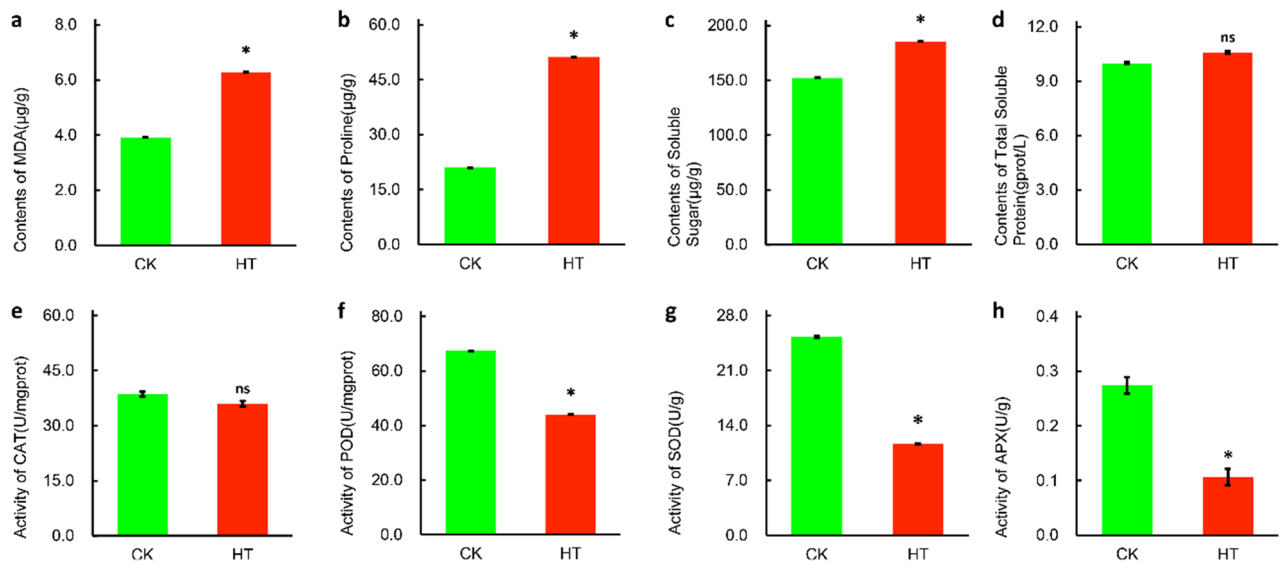 a
Contents of MDA(µg/g)
8.0
6.0
4.0
2.0
0.0
*
CK
HT
b
Contents of Proline(µg/g)
60.0
45.0
30.0
15.0
0.0
*
CK
HT
c
Contents of Soluble
Sugar(µg/g)
200.0
150.0
100.0
50.0
0.0
*
CK
HT
d
Contents of Total Soluble
Protein(gprot/L)
12.0
9.0
6.0
3.0
0.0
ns
CK
HT
e
Activity of CAT(U/mgprot)
60.0
45.0
30.0
15.0
0.0
ns
CK
HT
f
Activity of POD(U/mgprot)
80.0
60.0
40.0
20.0
0.0
*
CK
HT
g
Activity of SOD(U/g)
28.0
21.0
14.0
7.0
0.0
*
CK
HT
h
Activity of APX(U/g)
0.4
0.3
0.2
0.1
0.0
*
CK
HT